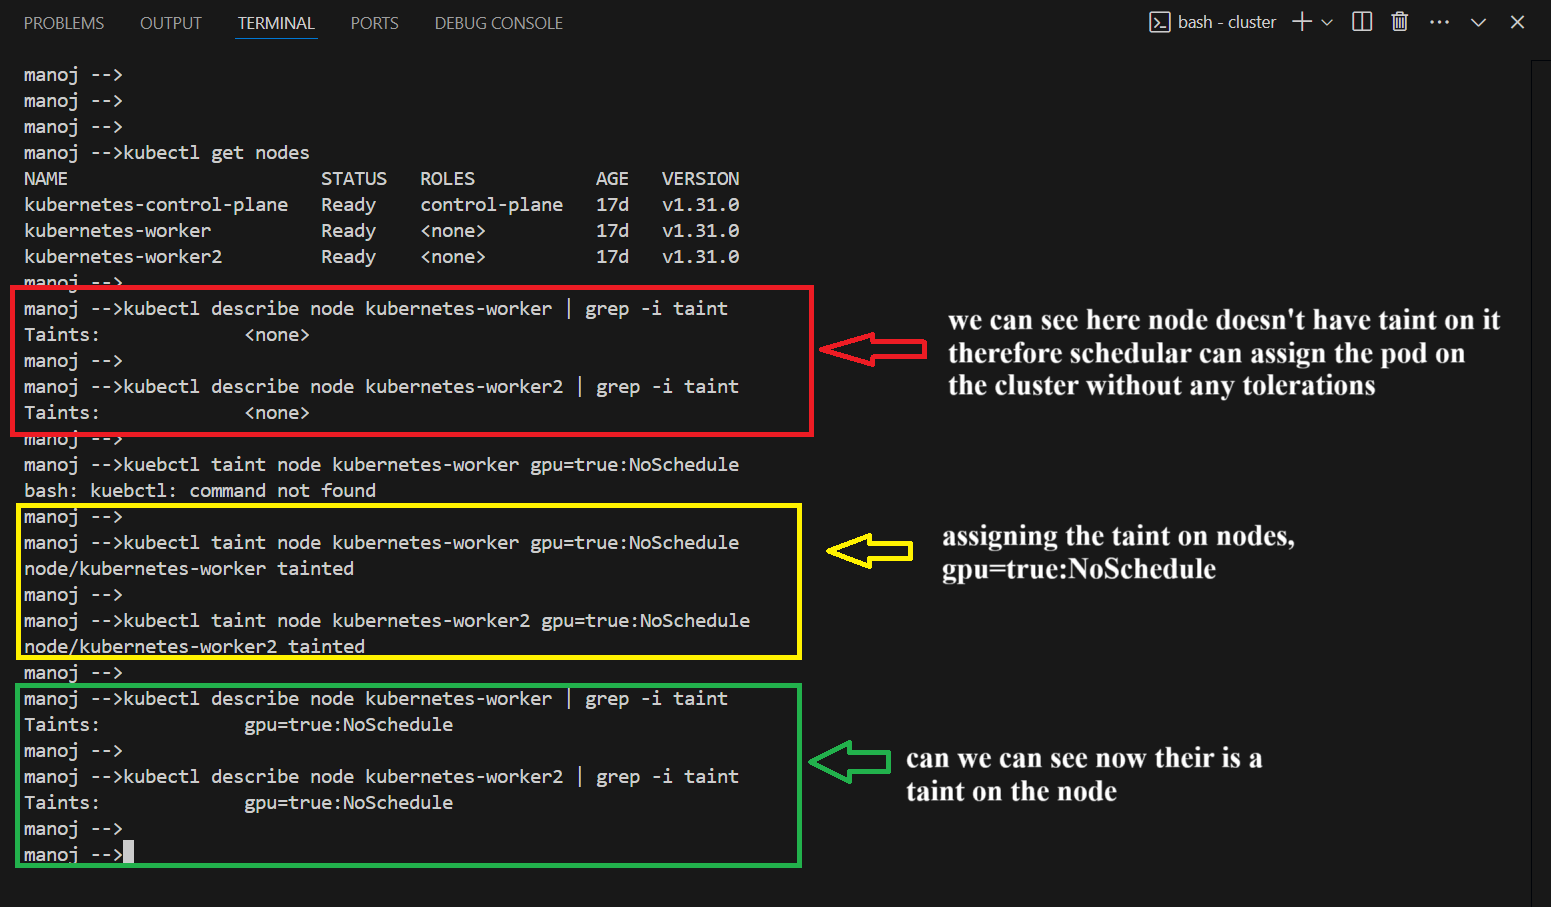 PROBLEMS OUTPUT TERMINAL PORTS DEBUG CONSOLE bash - cluster
manoj -->
manoj -->
manoj -->
manoj -->kubectl get nodes
NAME STATUS ROLES AGE VERSION
kubernetes-control-plane Ready control-plane 17d v1.31.0
kubernetes-worker Ready <none> 17d v1.31.0
kubernetes-worker2 Ready <none> 17d v1.31.0
manoj -->
manoj -->kubectl describe node kubernetes-worker | grep -i taint
Taints: <none>
manoj -->
manoj -->kubectl describe node kubernetes-worker2 | grep -i taint
Taints: <none>
we can see here node doesn't have taint on it
therefore schedular can assign the pod on
the cluster without any tolerations
manoj -->
manoj -->kuebctl taint node kubernetes-worker gpu=true:NoSchedule
bash: kuebctl: command not found
manoj -->
manoj -->kubectl taint node kubernetes-worker gpu=true:NoSchedule
node/kubernetes-worker tainted
manoj -->
manoj -->kubectl taint node kubernetes-worker2 gpu=true:NoSchedule
node/kubernetes-worker2 tainted
assigning the taint on nodes,
gpu=true:NoSchedule
manoj -->
manoj -->kubectl describe node kubernetes-worker | grep -i taint
Taints: gpu=true:NoSchedule
manoj -->
manoj -->kubectl describe node kubernetes-worker2 | grep -i taint
Taints: gpu=true:NoSchedule
manoj -->
manoj -->
can we can see now their is a
taint on the node